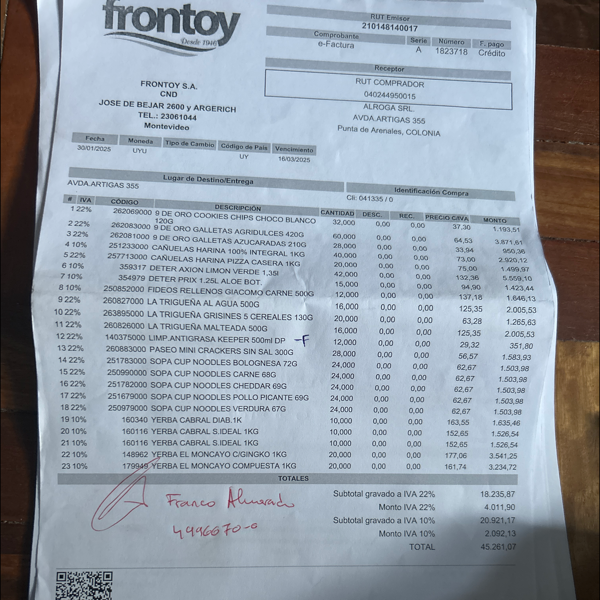 frontoy
Desde 1946
RUT Emisor
210148140017
Comprobante Serie Número F. pago
e-Factura A 1823718 Crédito
Receptor
RUT COMPRADOR
040244950015
ALROGA SRL.
AVDA.ARTIGAS 355
Punta de Arenales, COLONIA
FRONTOY S.A.
CND
JOSE DE BEJAR 2600 y ARGERICH
TEL.: 23061044
Montevideo
Fecha Moneda Tipo de Cambio Código de País Vencimiento
30/01/2025 UYU UY 16/03/2025
Lugar de Destino/Entrega Identificación Compra
AVDA.ARTIGAS 355 Cli: 041335 / 0
# IVA CÓDIGO DESCRIPCIÓN CANTIDAD DESC. REC. PRECIO C/IVA MONTO
1 22% 262069000 9 DE ORO COOKIES CHIPS CHOCO BLANCO 32,000 0,00 0,00 37,30 1.193,51
120G
2 22% 262083000 9 DE ORO GALLETAS AGRIDULCES 420G 60,000 0,00 0,00 64,53 3.871,61
3 22% 262081000 9 DE ORO GALLETAS AZUCARADAS 210G 28,000 0,00 0,00 33,94 950,36
4 10% 251233000 CAÑUELAS HARINA 100% INTEGRAL 1KG 40,000 0,00 0,00 73,00 2.920,12
5 22% 257713000 CAÑUELAS HARINA PIZZA CASERA 1KG 20,000 0,00 0,00 75,00 1.499,97
6 10% 359317 DETER AXION LIMON VERDE 1,35l 42,000 0,00 0,00 132,36 5.559,10
7 10% 354979 DETER PRIX 1.25L ALOE BOT. 15,000 0,00 0,00 94,90 1.423,44
8 10% 250852000 FIDEOS RELLENOS GIACOMO CARNE 500G 12,000 0,00 0,00 137,18 1.646,13
9 22% 260827000 LA TRIGUEÑA AL AGUA 500G 16,000 0,00 0,00 125,35 2.005,53
10 22% 263895000 LA TRIGUEÑA GRISINES 5 CEREALES 130G 20,000 0,00 0,00 63,28 1.265,63
11 22% 260826000 LA TRIGUEÑA MALTEADA 500G 16,000 0,00 0,00 125,35 2.005,53
12 22% 140375000 LIMP.ANTIGRASA KEEPER 500ml DP -F 12,000 0,00 0,00 29,32 351,80
13 22% 260883000 PASEO MINI CRACKERS SIN SAL 300G 28,000 0,00 0,00 56,57 1.583,93
14 22% 251783000 SOPA CUP NOODLES BOLOGNESA 72G 24,000 0,00 0,00 62,67 1.503,98
15 22% 250990000 SOPA CUP NOODLES CARNE 68G 24,000 0,00 0,00 62,67 1.503,98
16 22% 251782000 SOPA CUP NOODLES CHEDDAR 69G 24,000 0,00 0,00 62,67 1.503,98
17 22% 251679000 SOPA CUP NOODLES POLLO PICANTE 69G 24,000 0,00 0,00 62,67 1.503,98
18 22% 250979000 SOPA CUP NOODLES VERDURA 67G 24,000 0,00 0,00 62,67 1.503,98
19 10% 160340 YERBA CABRAL DIAB.1K 10,000 0,00 0,00 163,55 1.635,46
20 10% 160116 YERBA CABRAL S.IDEAL 1KG 10,000 0,00 0,00 152,65 1.526,54
21 10% 160116 YERBA CABRAL S.IDEAL 1KG 10,000 0,00 0,00 152,65 1.526,54
22 10% 148962 YERBA EL MONCAYO C/GINGKO 1KG 20,000 0,00 0,00 177,06 3.541,25
23 10% 179949 YERBA EL MONCAYO COMPUESTA 1KG 20,000 0,00 0,00 161,74 3.234,72
TOTALES
Subtotal gravado a IVA 22% 18.235,87
Monto IVA 22% 4.011,90
Subtotal gravado a IVA 10% 20.921,17
Monto IVA 10% 2.092,13
TOTAL 45.261,07
Franco